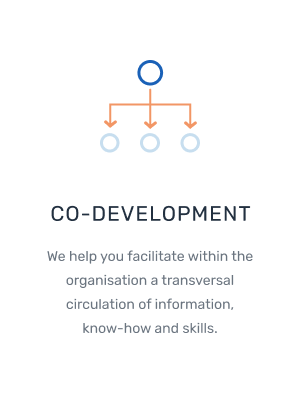 CO-DEVELOPMENT
We help you facilitate within the
organisation a transversal
circulation of information,
know-how and skills.